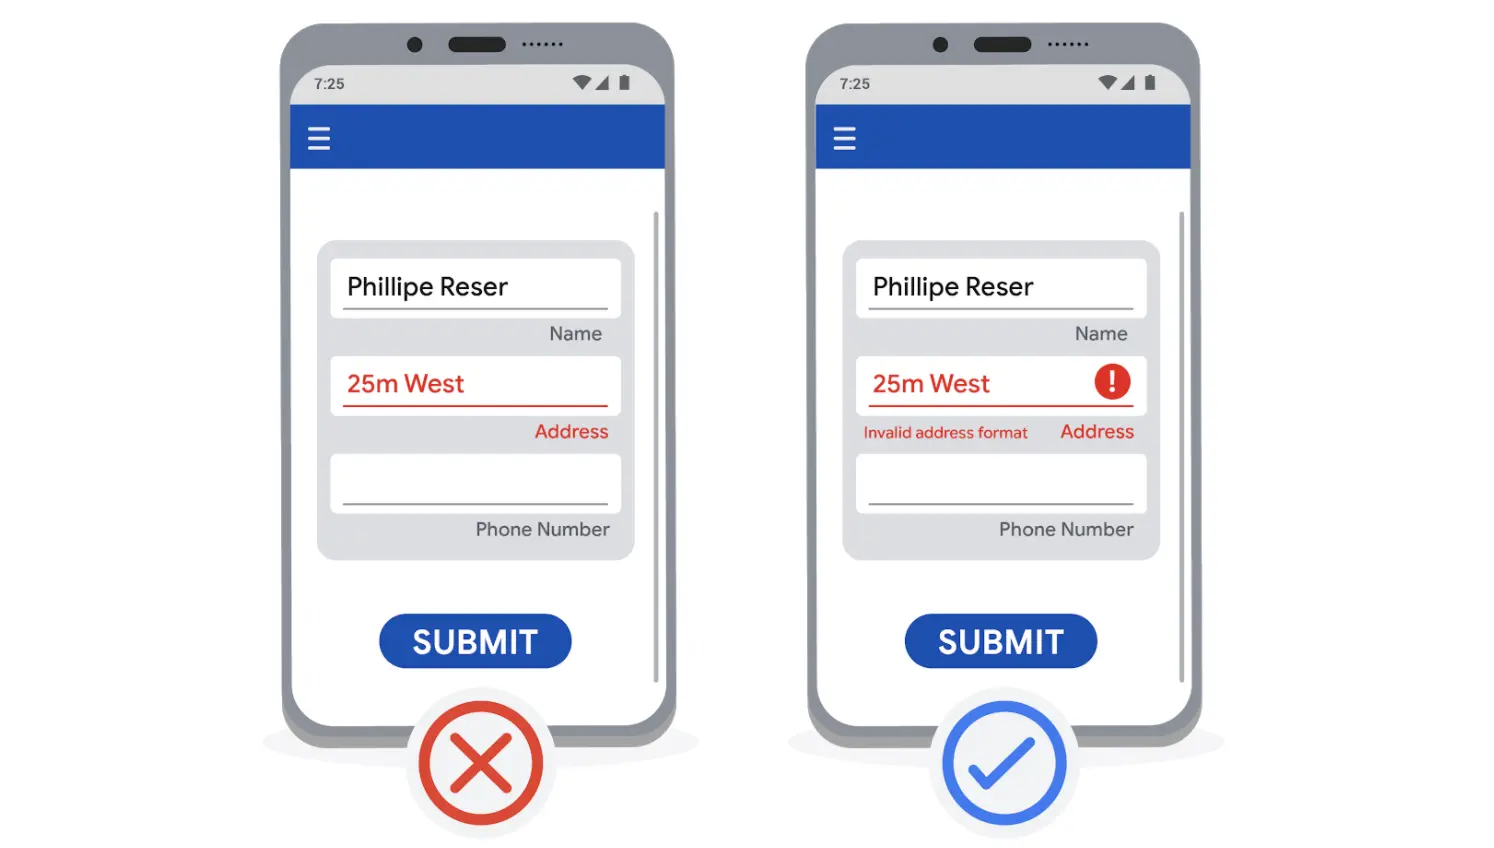 7:25
Phillipe Reser
Name
25m West
Address
Phone Number
SUBMIT
7:25
Phillipe Reser
Name
25m West
Invalid address format Address
Phone Number
SUBMIT